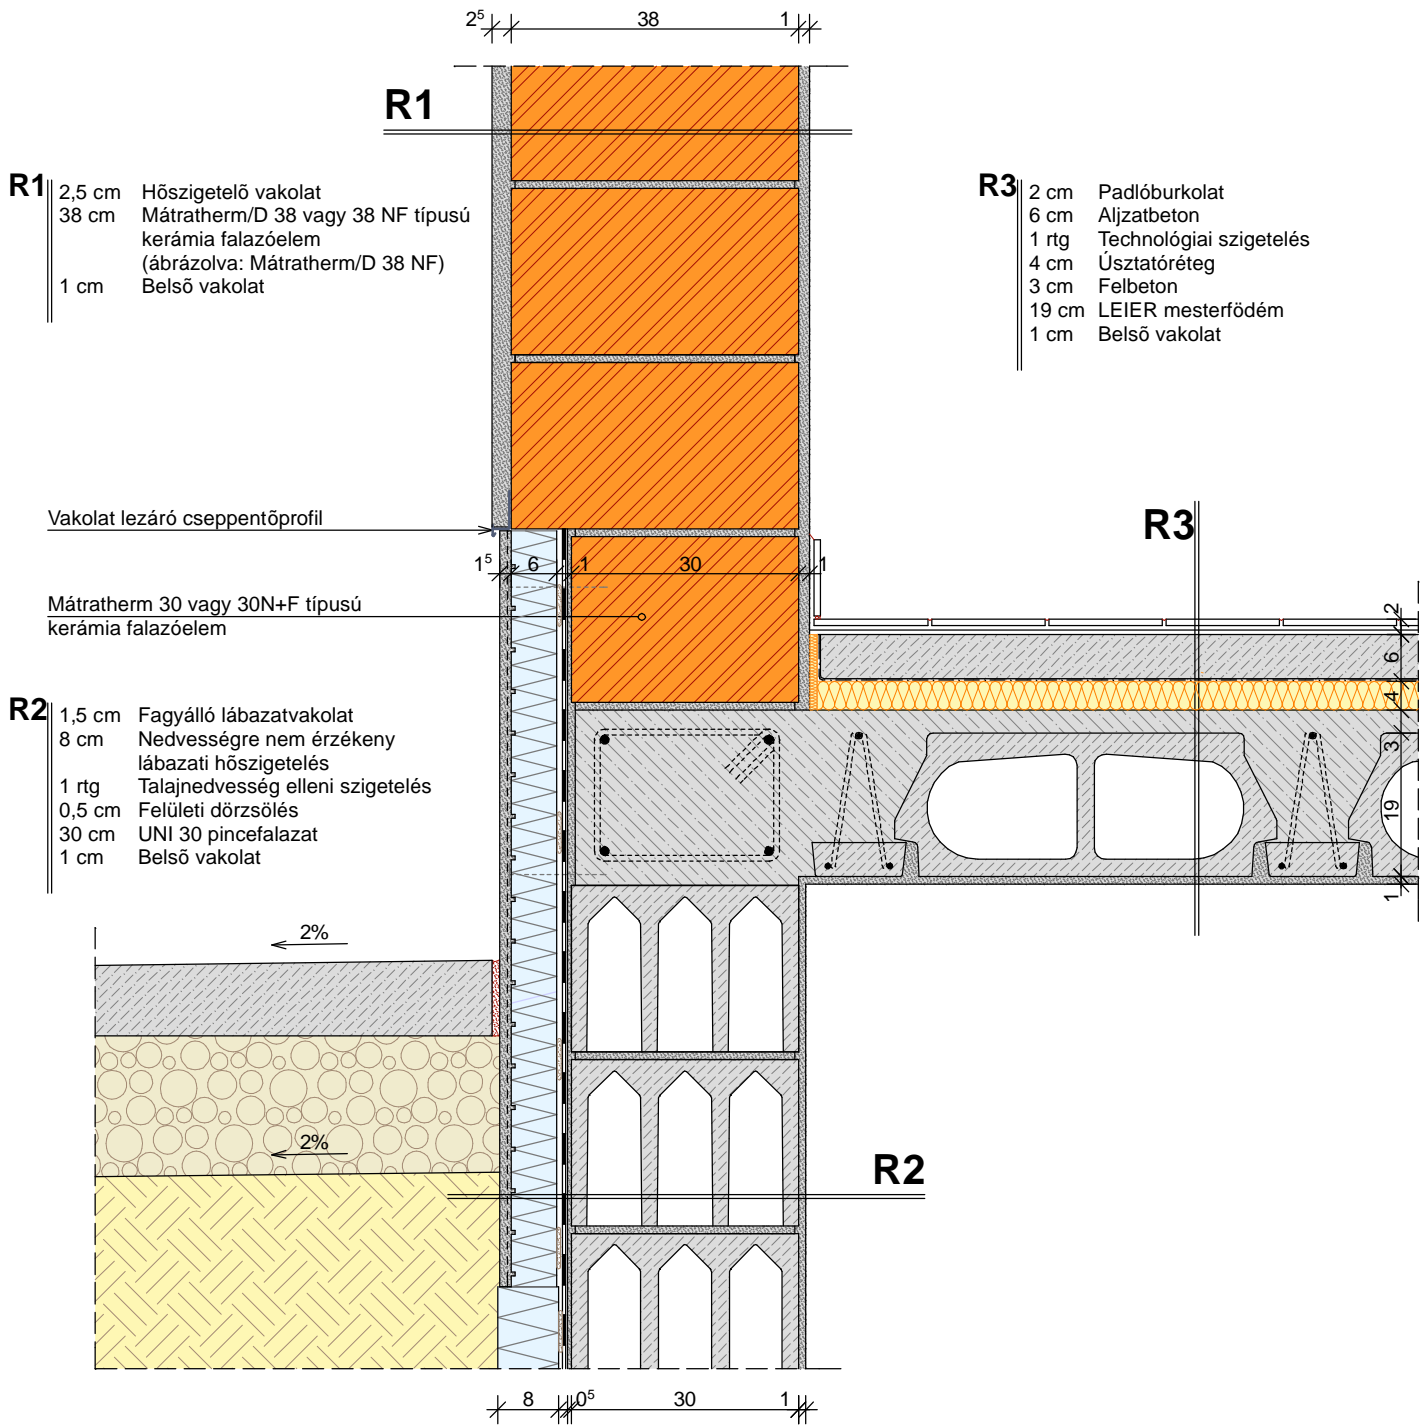 2⁵ 38 1
R1
R1
2,5 cm Hõszigetelõ vakolat
38 cm Mátratherm/D 38 vagy 38 NF típusú
kerámia falazóelem
(ábrázolva: Mátratherm/D 38 NF)
1 cm Belsõ vakolat
R3
2 cm Padlóburkolat
6 cm Aljzatbeton
1 rtg Technológiai szigetelés
4 cm Úsztatóréteg
3 cm Felbeton
19 cm LEIER mesterfödém
1 cm Belsõ vakolat
Vakolat lezáró cseppentõprofil
R3
1⁵ 6 1 30 1
Mátratherm 30 vagy 30N+F típusú
kerámia falazóelem
2
6
4
3
19
1
R2
1,5 cm Fagyálló lábazatvakolat
8 cm Nedvességre nem érzékeny
lábazati hõszigetelés
1 rtg Talajnedvesség elleni szigetelés
0,5 cm Felületi dörzsölés
30 cm UNI 30 pincefalazat
1 cm Belsõ vakolat
2%
2%
R2
8 0⁵ 30 1